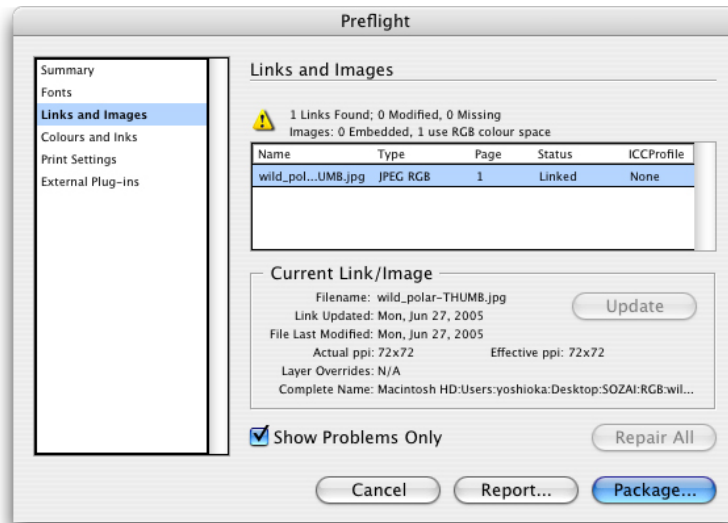 Preflight
Summary
Fonts
Links and Images
Colours and Inks
Print Settings
External Plug-ins
Links and Images
1 Links Found; 0 Modified, 0 Missing
Images: 0 Embedded, 1 use RGB colour space
Name Type Page Status ICCProfile
wild_pol...UMB.jpg JPEG RGB 1 Linked None
Current Link/Image
Filename: wild_polar-THUMB.jpg
Update
Link Updated: Mon, Jun 27, 2005
File Last Modified: Mon, Jun 27, 2005
Actual ppi: 72x72 Effective ppi: 72x72
Layer Overrides: N/A
Complete Name: Macintosh HD:Users:yoshioka:Desktop:SOZAI:RGB:wil...
Show Problems Only
Repair All
Cancel Report... Package...